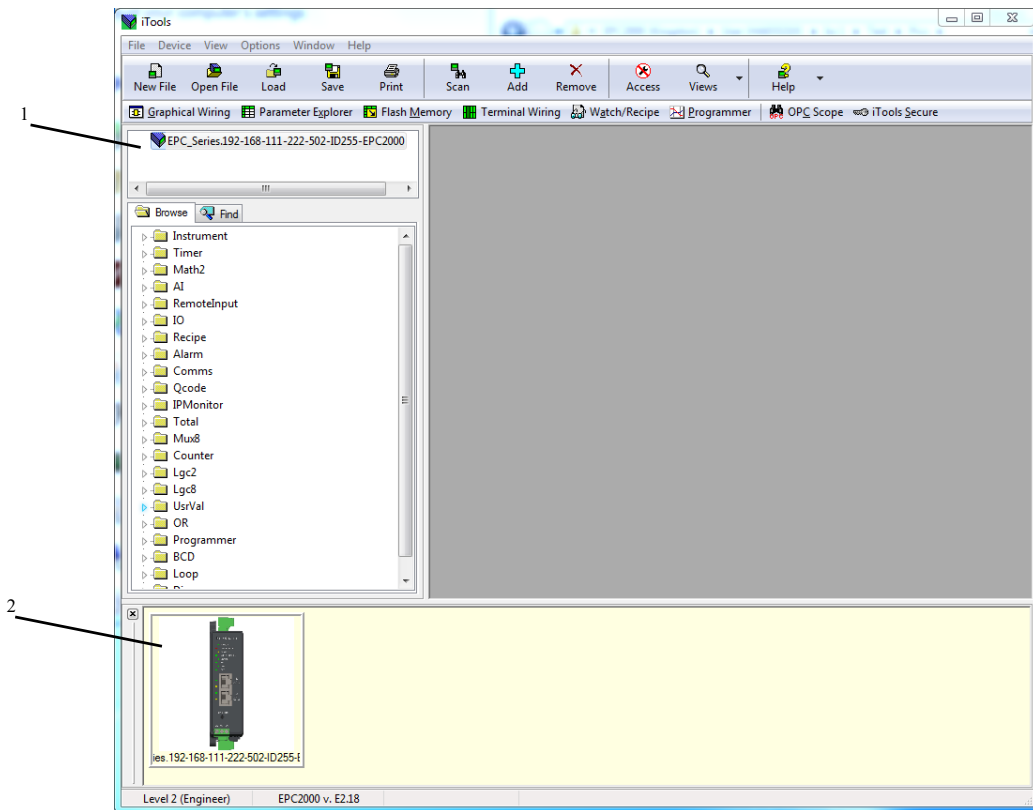 iTools
File Device View Options Window Help
New File Open File Load Save Print Scan Add Remove Access Views Help
Graphical Wiring Parameter Explorer Flash Memory Terminal Wiring Watch/Recipe Programmer OPC Scope iTools Secure
1
EPC_Series.192-168-111-222-502-ID255-EPC2000
Browse Find
Instrument
Timer
Math2
AI
RemoteInput
IO
Recipe
Alarm
Comms
Qcode
IPMonitor
Total
Mux8
Counter
Lgc2
Lgc8
UsrVal
OR
Programmer
BCD
Loop
2
ies.192-168-111-222-502-ID255-E
Level 2 (Engineer) EPC2000 v. E2.18